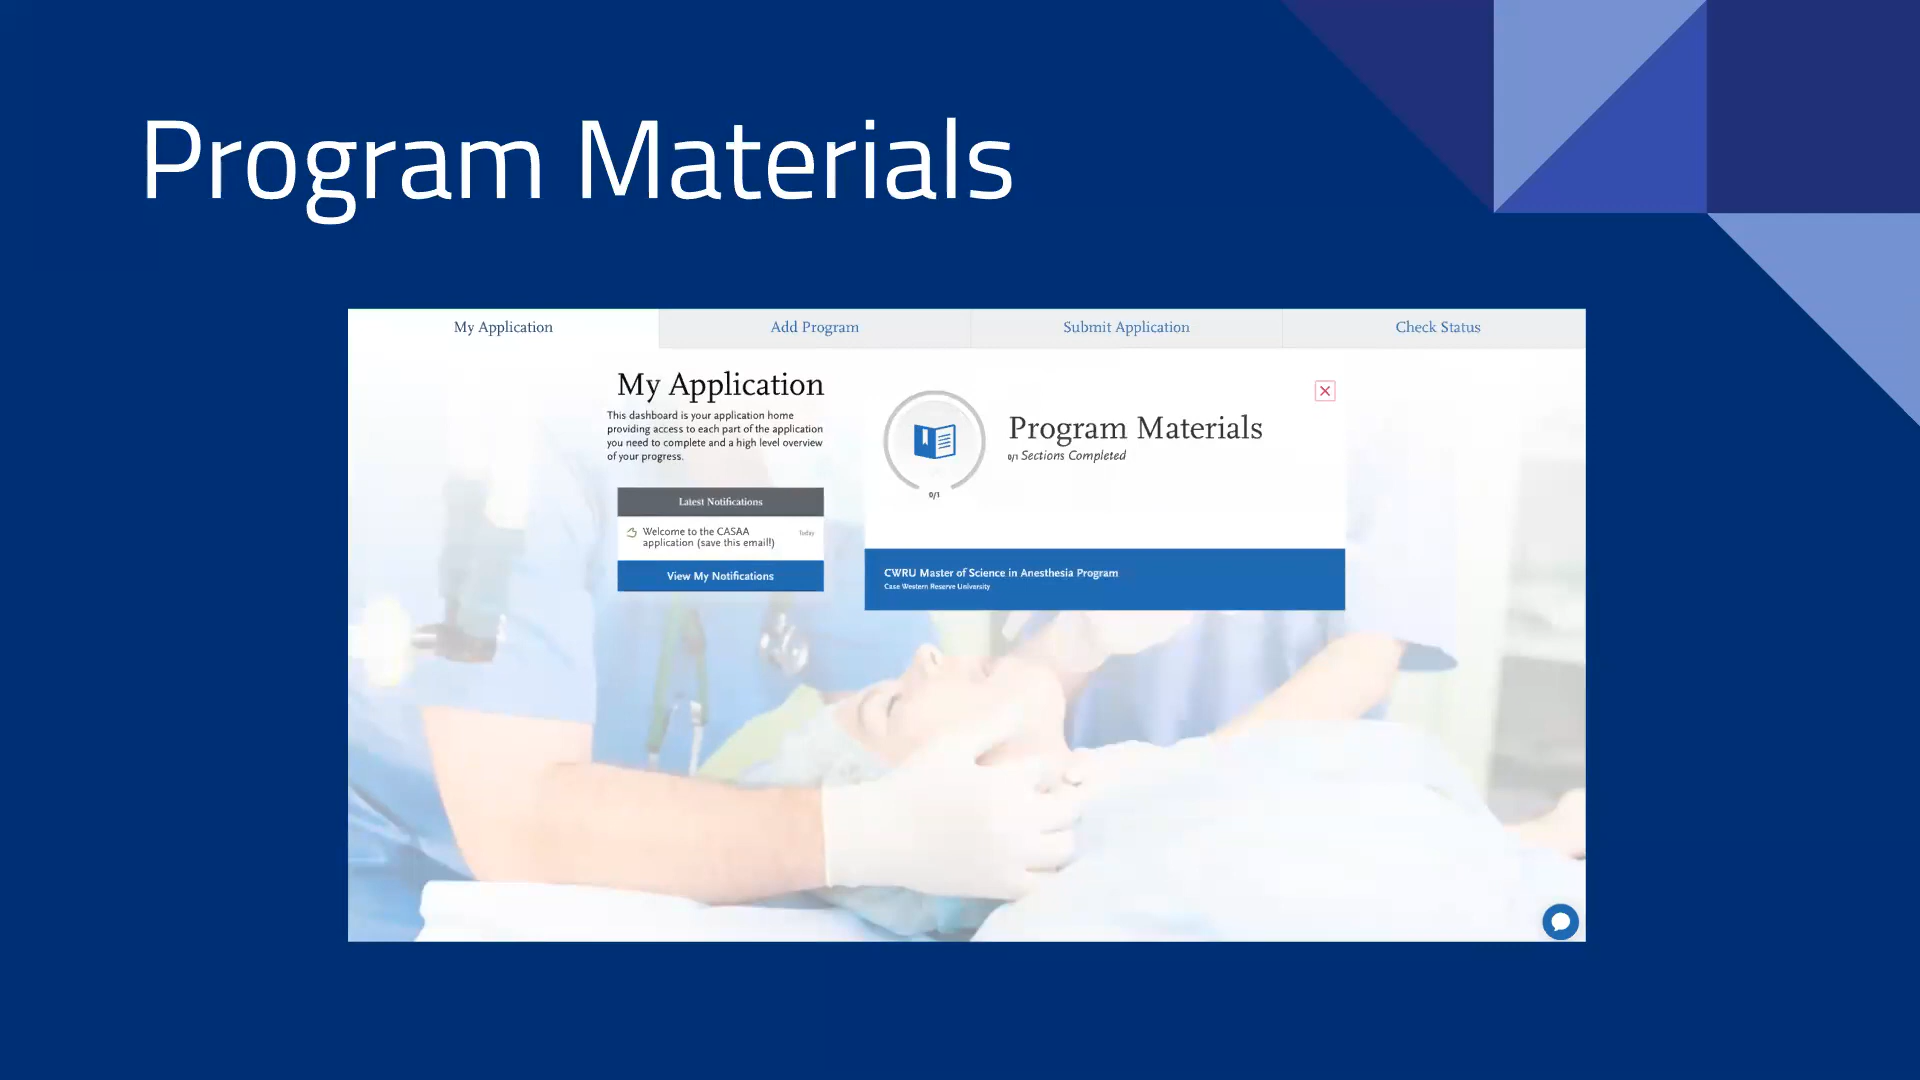 Program Materials
My Application
Add Program
Submit Application
Check Status
My Application
This dashboard is your application home
providing access to each part of the application
you need to complete and a high level overview
of your progress.
Latest Notifications
Welcome to the CASAA
application (save this email!)
Today
View My Notifications
0/1
Program Materials
0/1 Sections Completed
CWRU Master of Science in Anesthesia Program
Case Western Reserve University